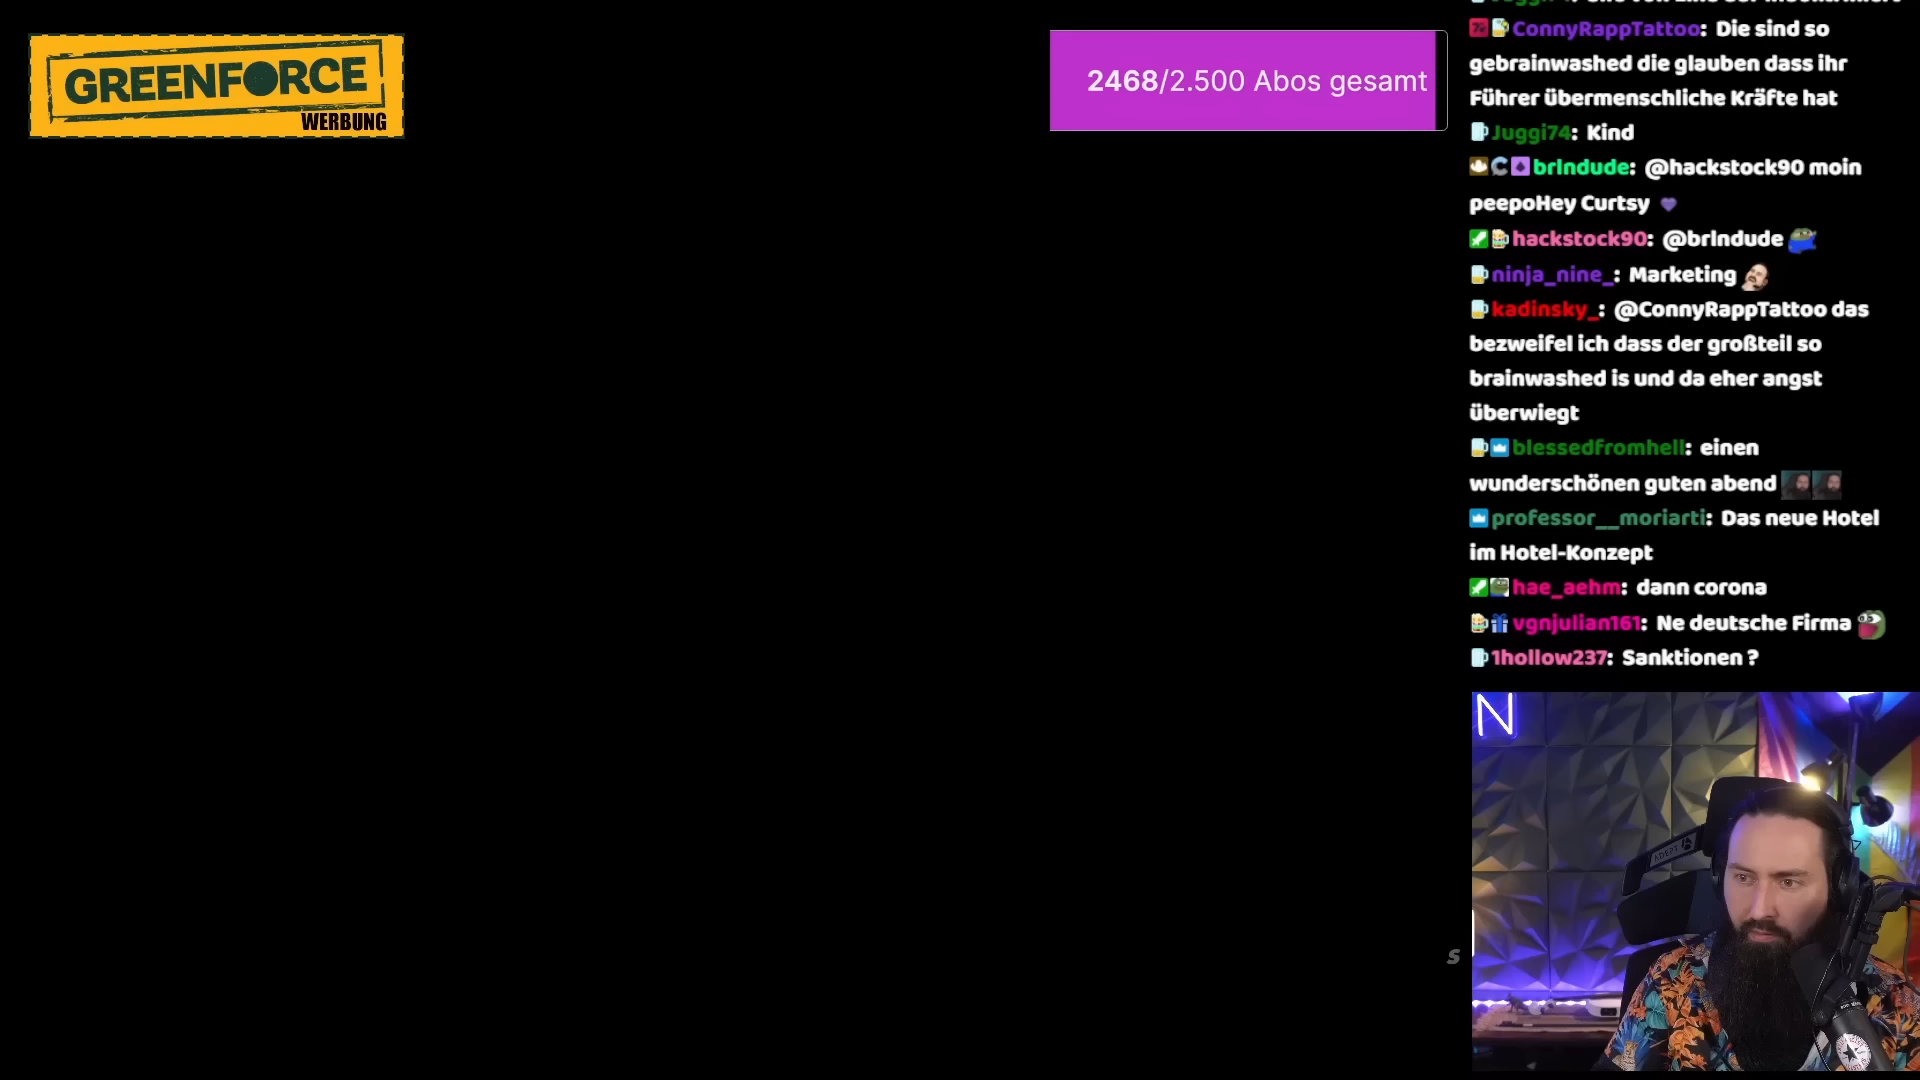 GREENFORCE
WERBUNG
2468/2.500 Abos gesamt
ConnyRappTattoo: Die sind so
gebrainwashed die glauben dass ihr
Führer übermenschliche Kräfte hat
Juggi74: Kind
brlndude: @hackstock90 moin
peepoHey Curtsy
hackstock90: @brlndude
ninja_nine_: Marketing
kadinsky_: @ConnyRappTattoo das
bezweifel ich dass der großteil so
brainwashed is und da eher angst
überwiegt
blessedfromhell: einen
wunderschönen guten abend
professor__moriarti: Das neue Hotel
im Hotel-Konzept
hae_aehm: dann corona
vgnjulian161: Ne deutsche Firma
1hollow237: Sanktionen ?
N
ADEPT
S